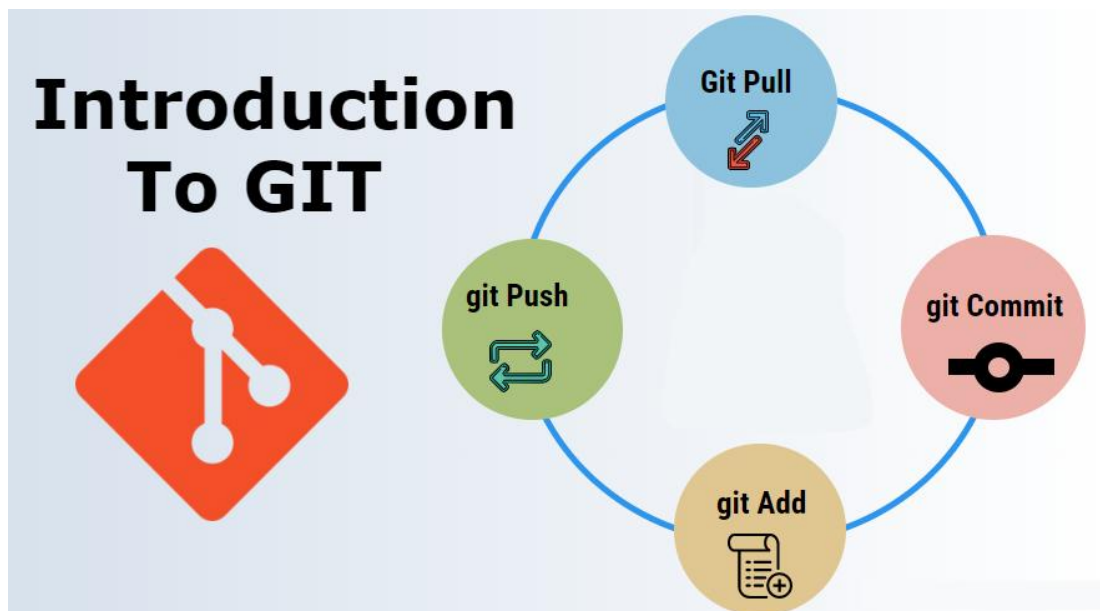 Introduction
To GIT
Git Pull
git Push
git Commit
git Add